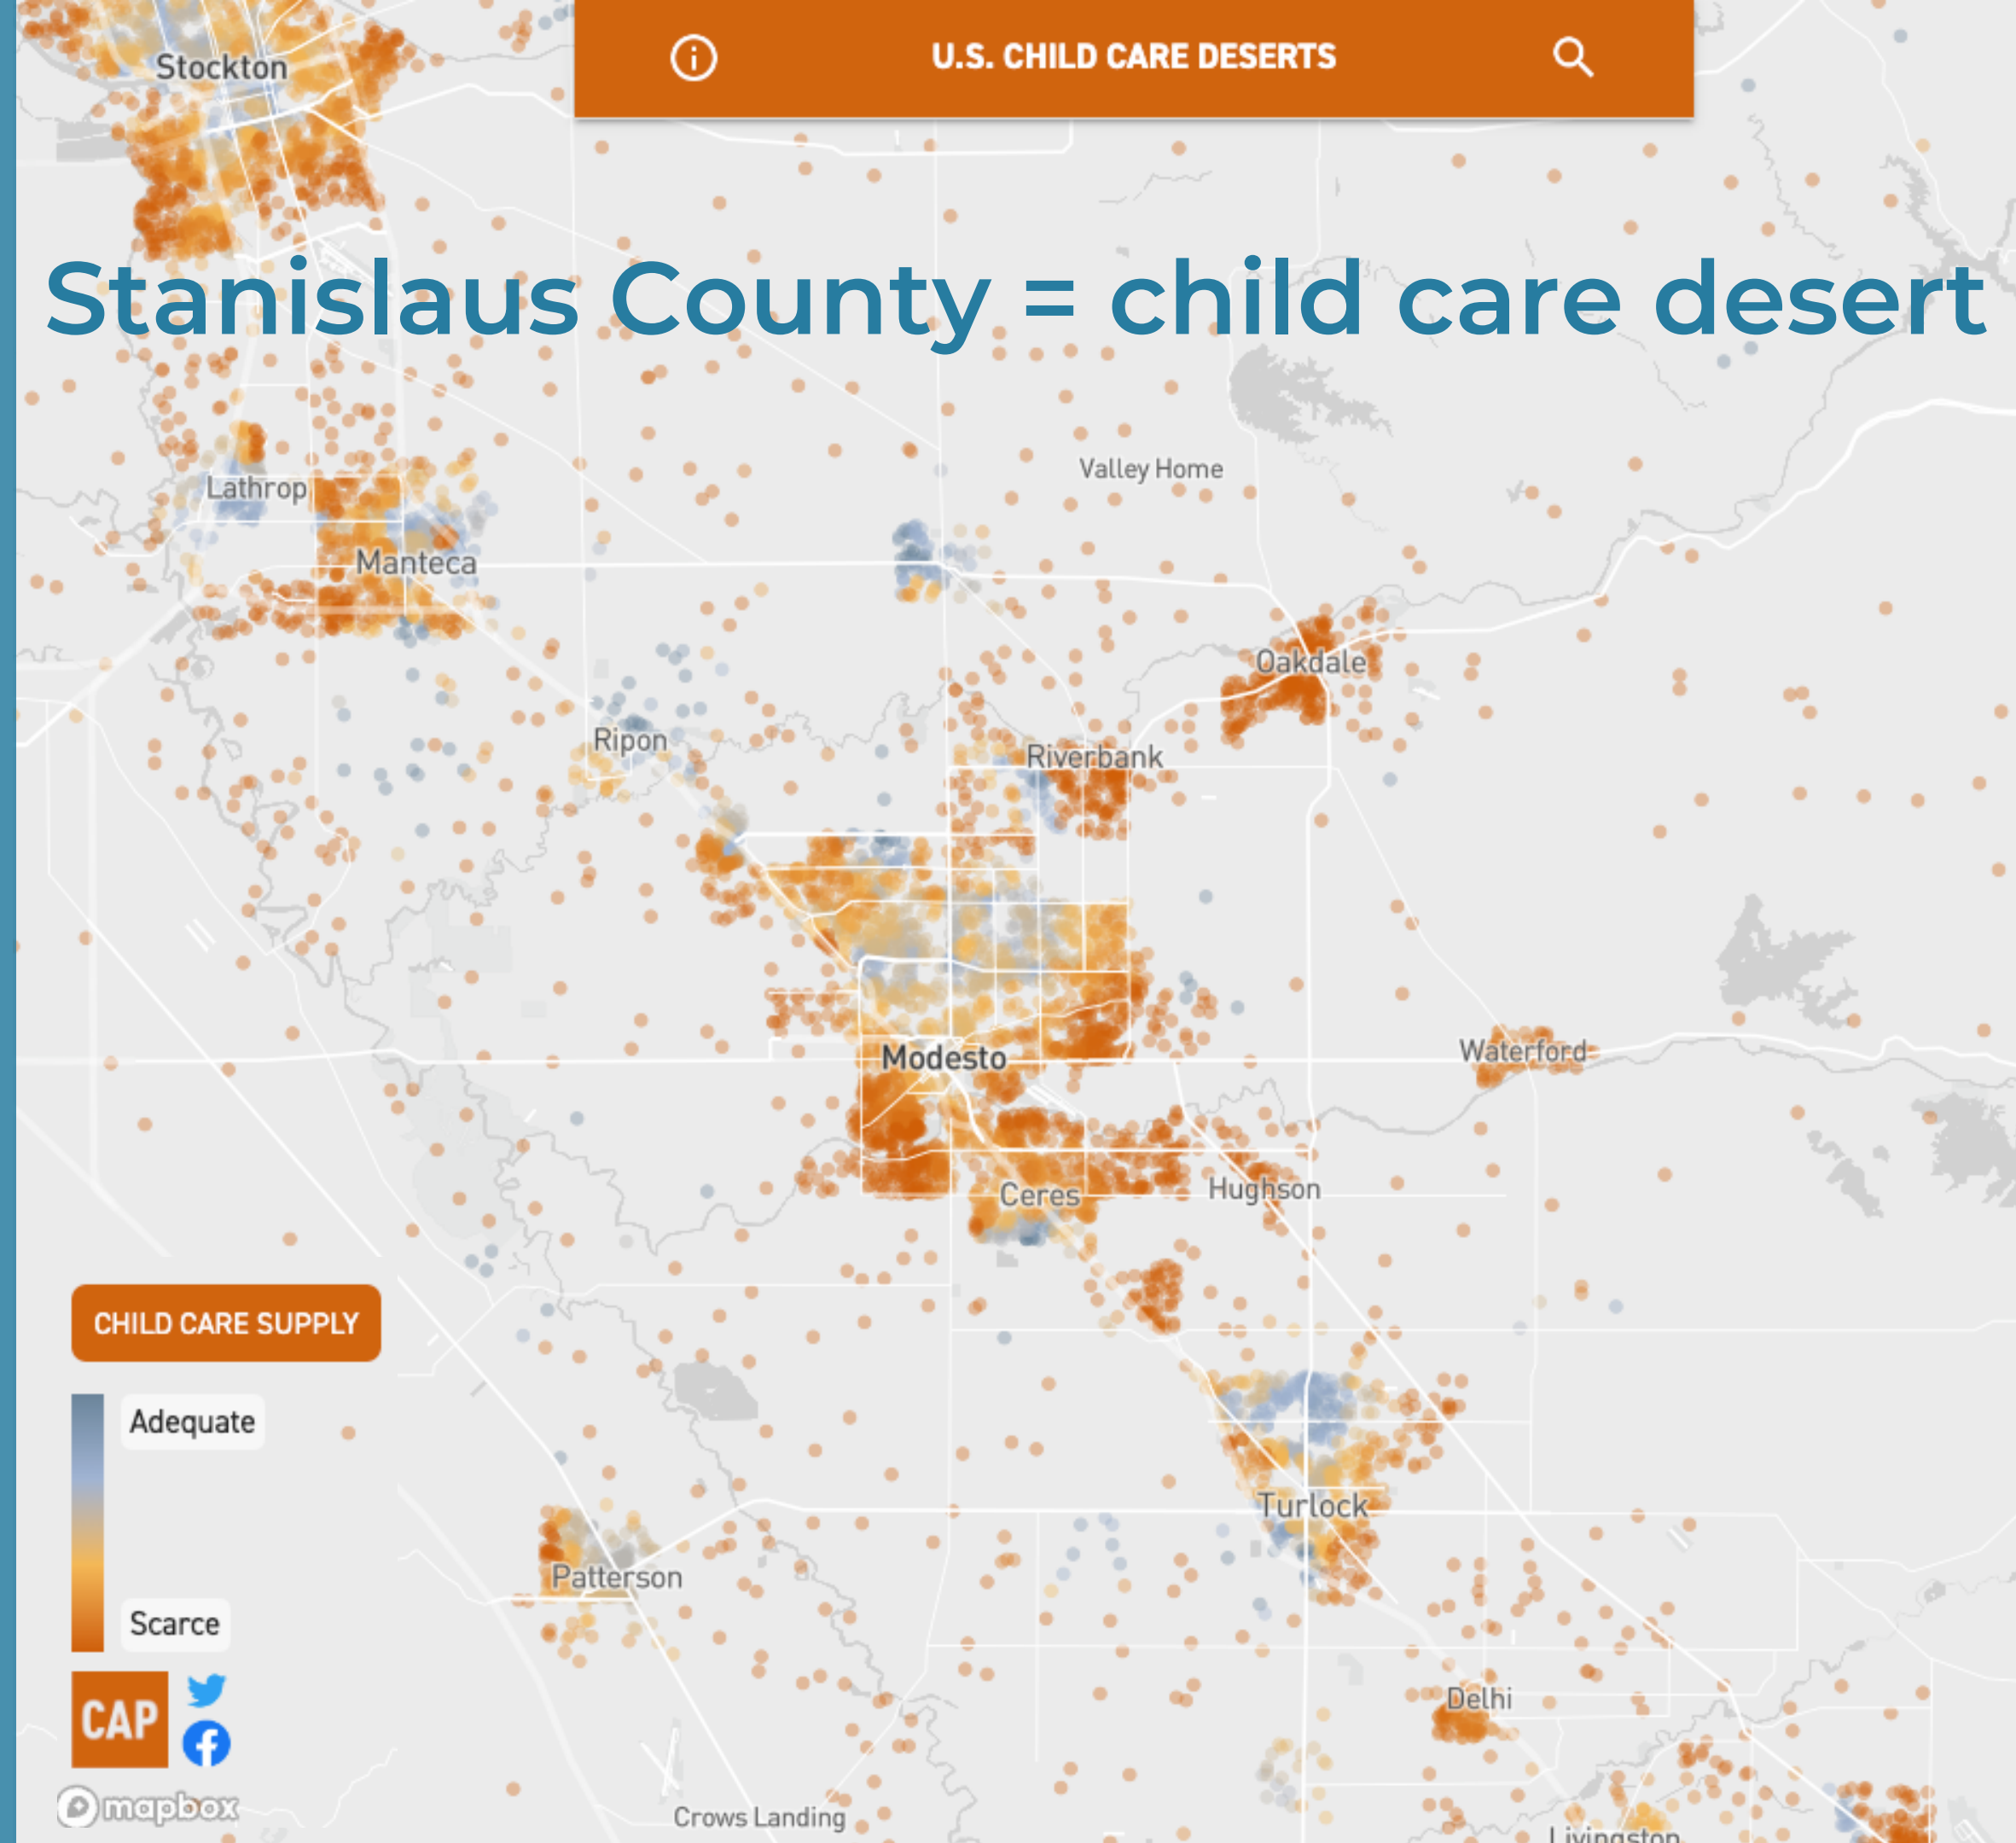 Stockton
U.S. CHILD CARE DESERTS
Stanislaus County = child care desert
Valley Home
Lathrop
Manteca
Oakdale
Ripon
Riverbank
Modesto
Waterford
Ceres
Hughson
CHILD CARE SUPPLY
Adequate
Turlock
Patterson
Scarce
Delhi
CAP
mapbox
Crows Landing
Livingston